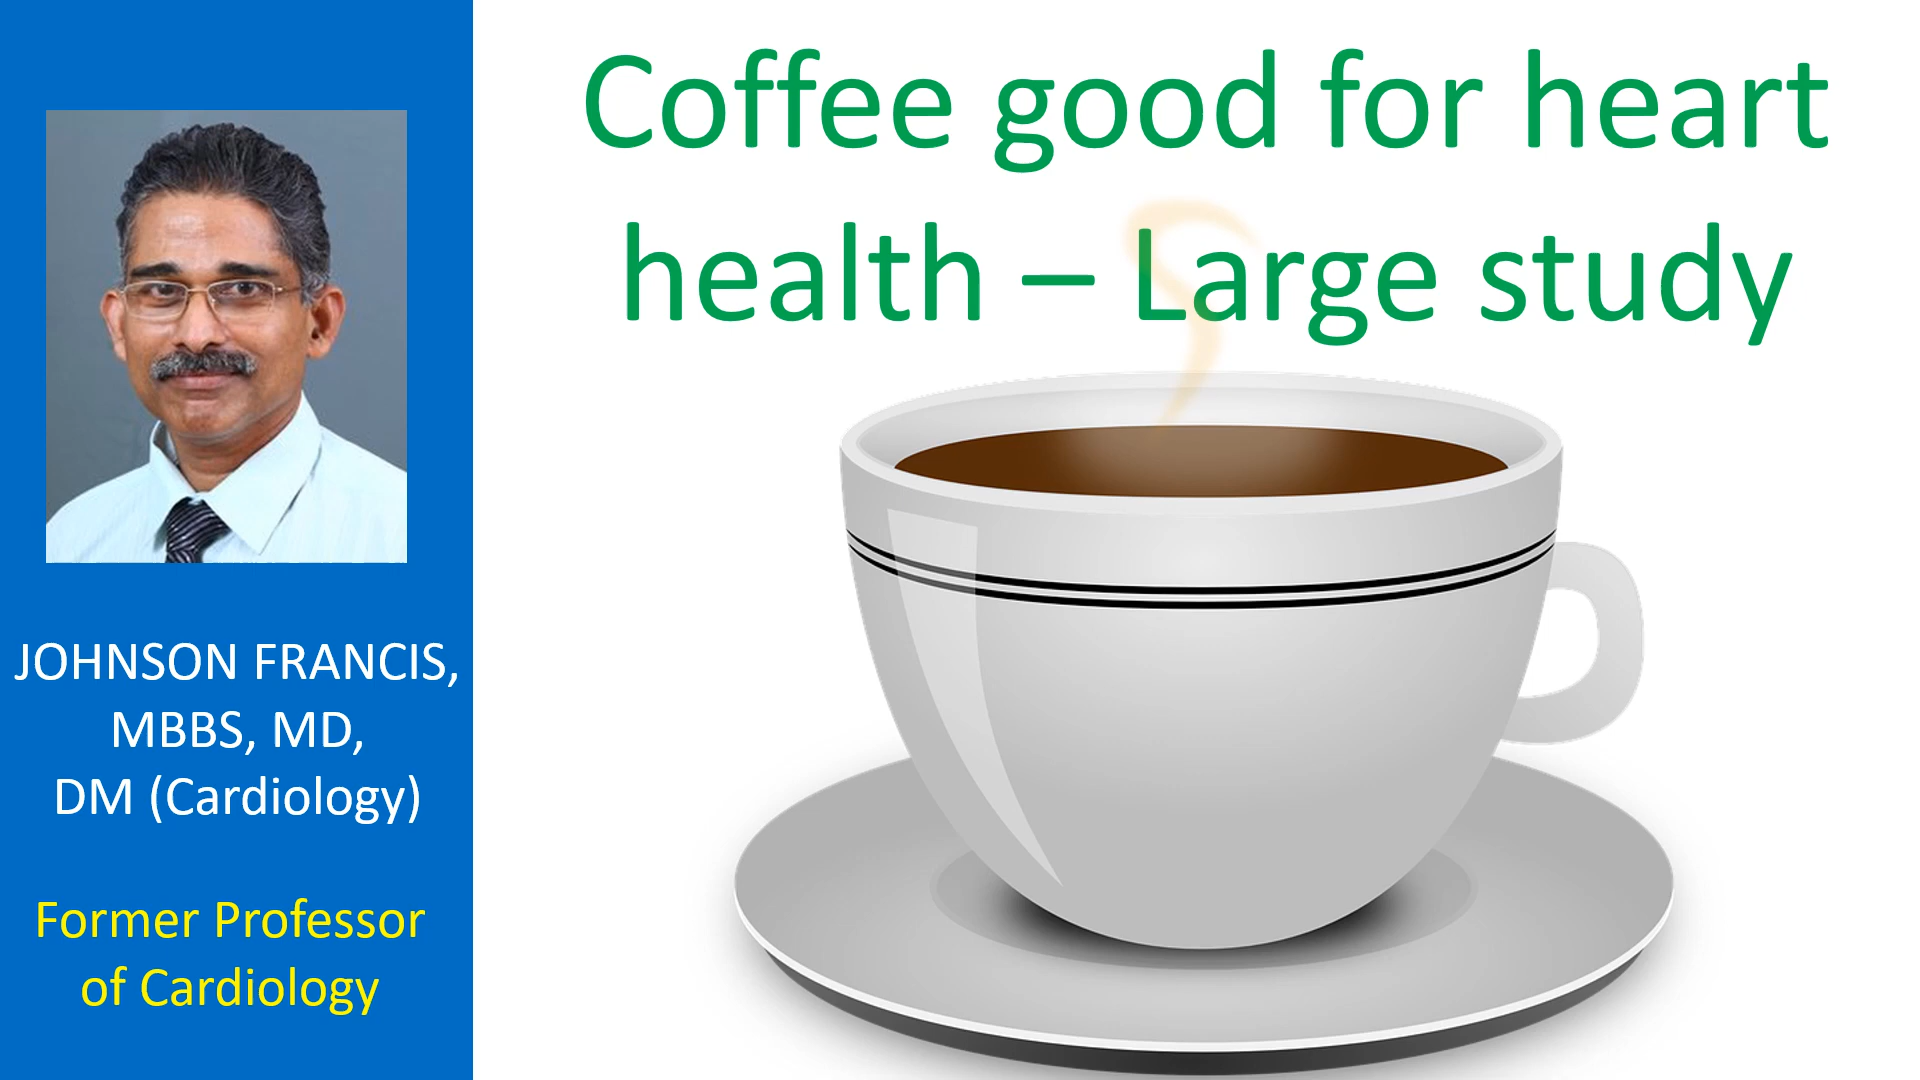 Coffee good for heart
health – Large study
JOHNSON FRANCIS,
MBBS, MD,
DM (Cardiology)
Former Professor
of Cardiology